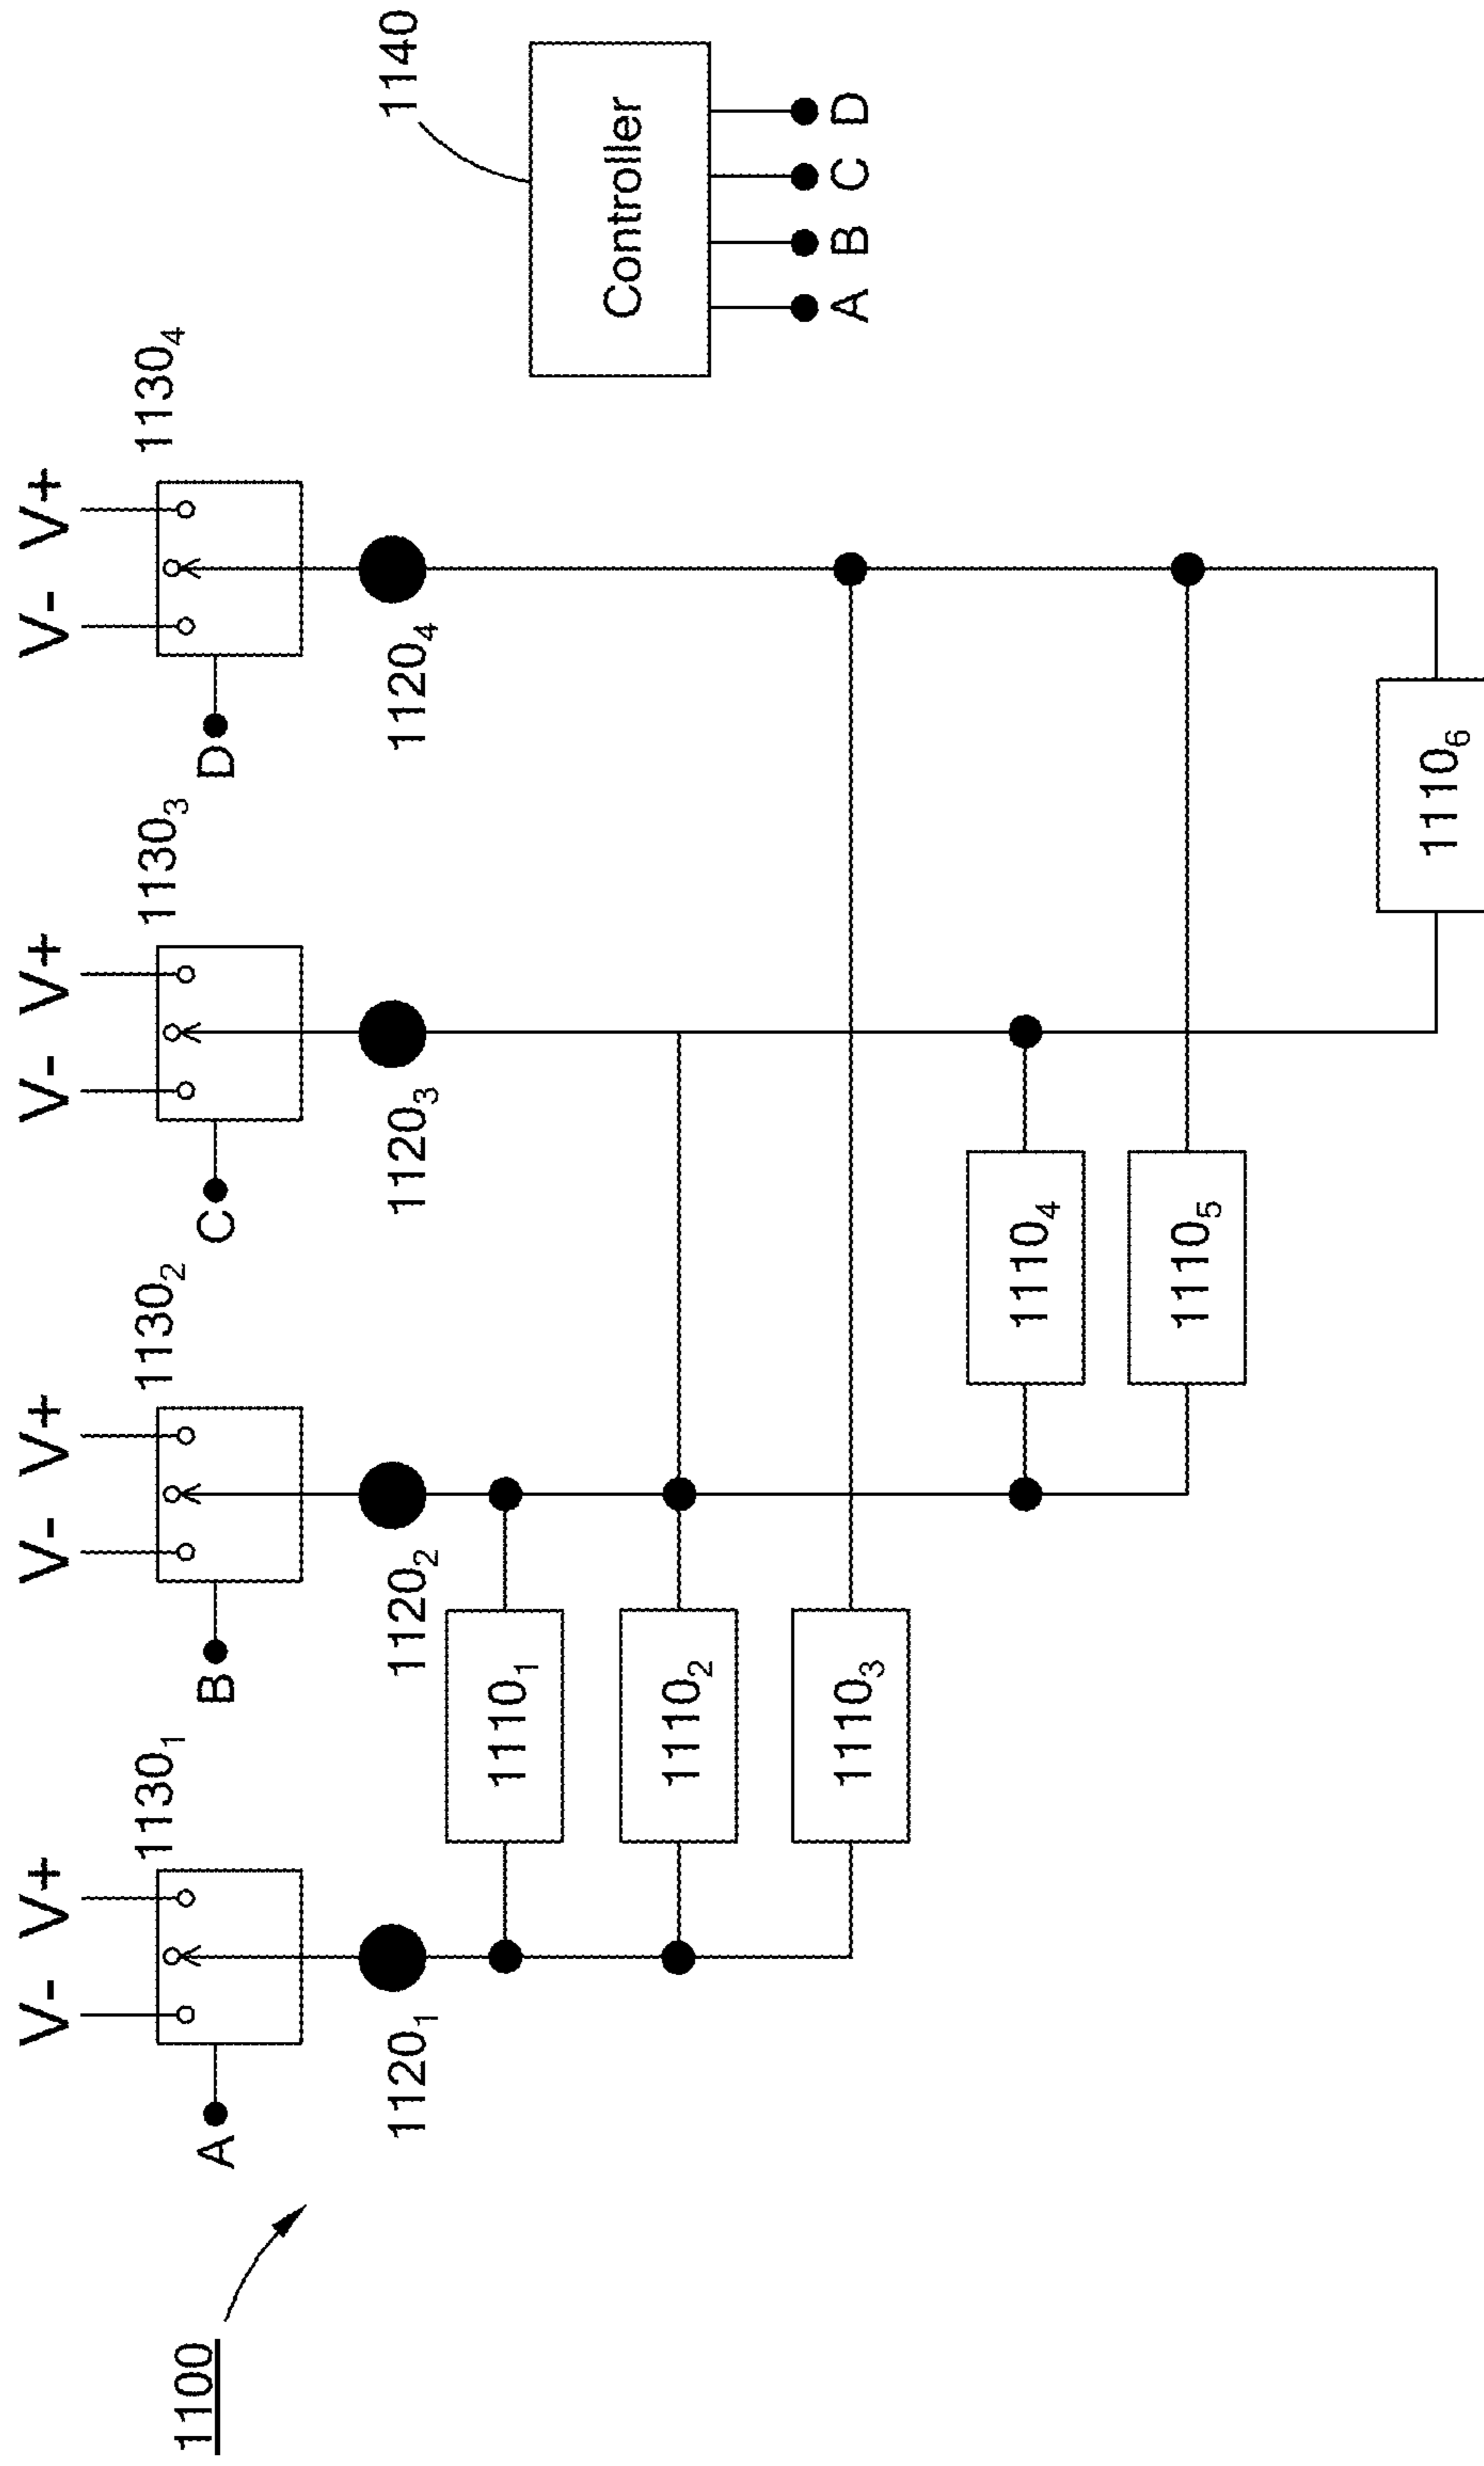 1100
V- V+ V- V+ V- V+ V- V+
1130₁ 1130₂ 1130₃ 1130₄
A B C D
1120₁ 1120₂ 1120₃ 1120₄
1140
Controller
A B C D
1110₁
1110₂
1110₃
1110₄
1110₅
1110₆